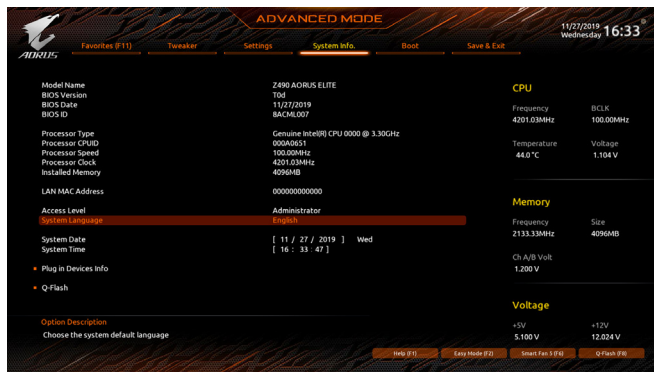 ADVANCED MODE
11/27/2019
Wednesday 16:33
AORUS
Favorites (F11) Tweaker Settings System Info. Boot Save & Exit
Model Name Z490 AORUS ELITE
BIOS Version T0d
BIOS Date 11/27/2019
BIOS ID 8ACML007
Processor Type Genuine Intel(R) CPU 0000 @ 3.30GHz
Processor CPUID 000A0651
Processor Speed 100.00MHz
Processor Clock 4201.03MHz
Installed Memory 4096MB
LAN MAC Address 000000000000
Access Level Administrator
System Language English
System Date [ 11 / 27 / 2019 ] Wed
System Time [ 16 : 33 : 47 ]
Plug in Devices Info
Q-Flash
Option Description
Choose the system default language
CPU
Frequency BCLK
4201.03MHz 100.00MHz
Temperature Voltage
44.0 °C 1.104 V
Memory
Frequency Size
2133.33MHz 4096MB
Ch A/B Volt
1.200 V
Voltage
+5V +12V
5.100 V 12.024 V
Help (F1) Easy Mode (F2) Smart Fan 5 (F6) Q-Flash (F8)